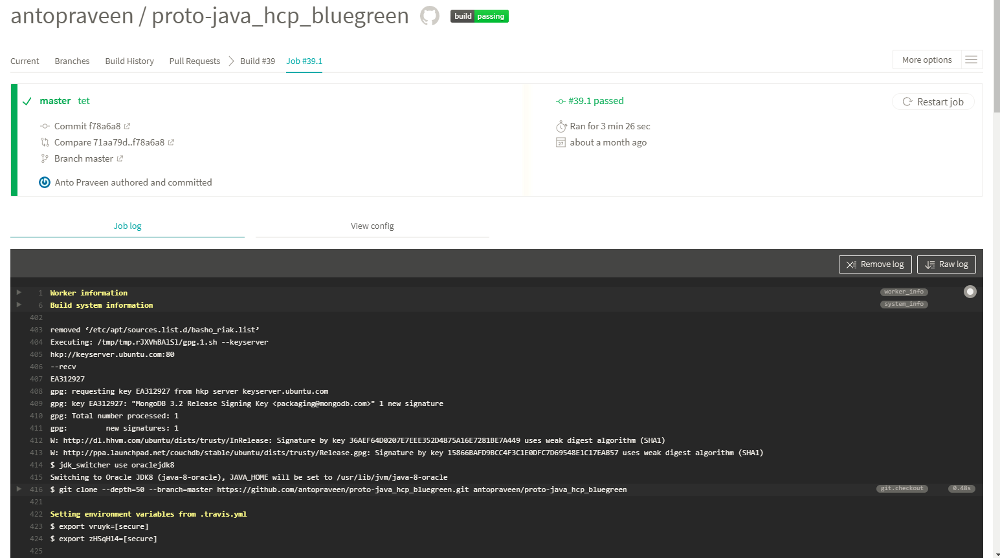 antopraveen / proto-java_hcp_bluegreen build passing
Current Branches Build History Pull Requests Build #39 Job #39.1 More options
master tet
Commit f78a6a8
Compare 71aa79d..f78a6a8
Branch master
Anto Praveen authored and committed
#39.1 passed
Ran for 3 min 26 sec
27 about a month ago
Restart job
Job log View config
Remove log Raw log
1 Worker information worker_info
6 Build system information system_info
402
403 removed ‘/etc/apt/sources.list.d/basho_riak.list’
404 Executing: /tmp/tmp.rJXVhBAlSl/gpg.1.sh --keyserver
405 hkp://keyserver.ubuntu.com:80
406 --recv
407 EA312927
408 gpg: requesting key EA312927 from hkp server keyserver.ubuntu.com
409 gpg: key EA312927: "MongoDB 3.2 Release Signing Key <packaging@mongodb.com>" 1 new signature
410 gpg: Total number processed: 1
411 gpg:         new signatures: 1
412 W: http://dl.hhvm.com/ubuntu/dists/trusty/InRelease: Signature by key 36AEF64D0207E7EEE352D4875A16E7281BE7A449 uses weak digest algorithm (SHA1)
413 W: http://ppa.launchpad.net/couchdb/stable/ubuntu/dists/trusty/Release.gpg: Signature by key 15866BAFD9BCC4F3C1E0DFC7D69548E1C17EAB57 uses weak digest algorithm (SHA1)
414 $ jdk_switcher use oraclejdk8
415 Switching to Oracle JDK8 (java-8-oracle), JAVA_HOME will be set to /usr/lib/jvm/java-8-oracle
416 $ git clone --depth=50 --branch=master https://github.com/antopraveen/proto-java_hcp_bluegreen.git antopraveen/proto-java_hcp_bluegreen git.checkout 0.48s
421
422 Setting environment variables from .travis.yml
423 $ export vruyk=[secure]
424 $ export zHSqH14=[secure]
425